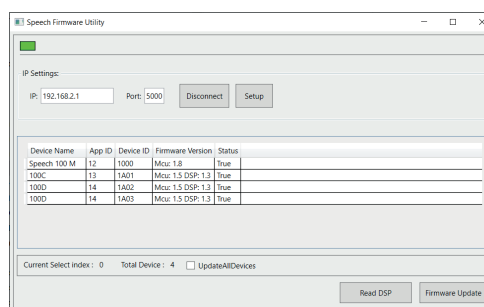 Speech Firmware Utility
IP Settings:
IP: 192.168.2.1 Port: 5000 Disconnect Setup
Device Name App ID Device ID Firmware Version Status
Speech 100 M 12 1000 Mcu: 1.8 True
100C 13 1A01 Mcu: 1.5 DSP: 1.3 True
100D 14 1A02 Mcu: 1.5 DSP: 1.3 True
100D 14 1A03 Mcu: 1.5 DSP: 1.3 True
Current Select index : 0 Total Device : 4 UpdateAllDevices
Read DSP Firmware Update